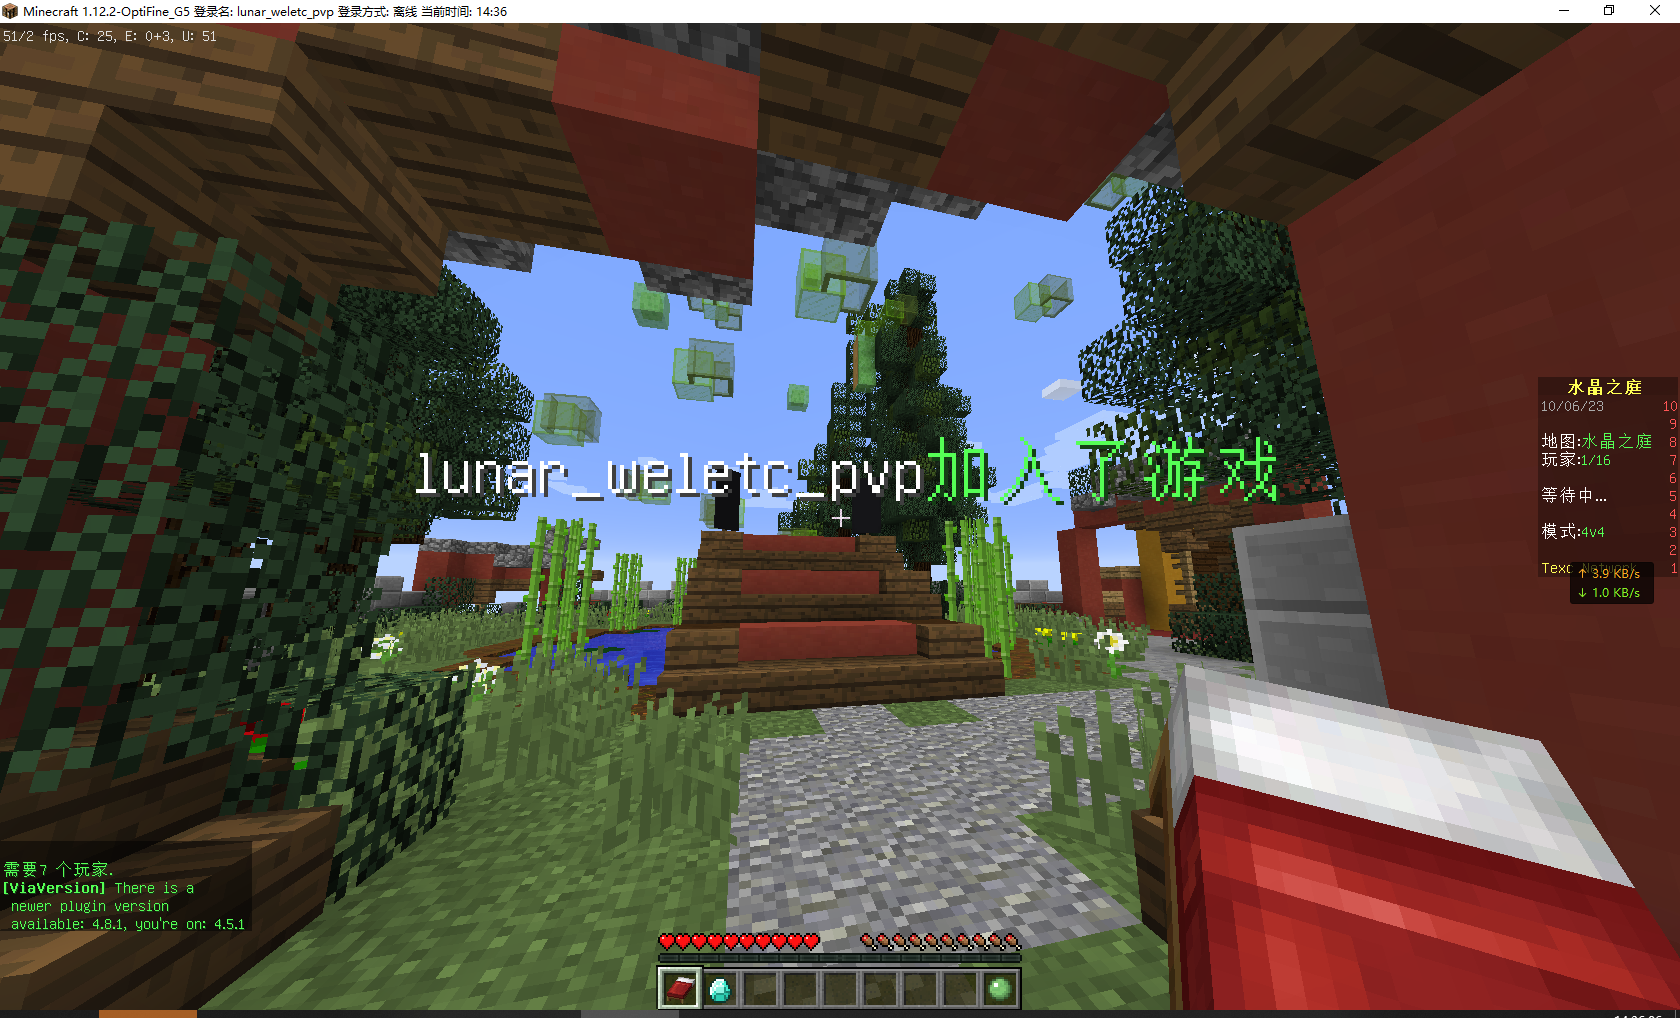 Minecraft 1.12.2-OptiFine_G5 登录名: lunar_weletc_pvp 登录方式: 离线 当前时间: 14:36
51/2 fps, C: 25, E: 0+3, U: 51
lunar_weletc_pvp加入了游戏
水晶之庭
10/06/23 10
9
地图:水晶之庭 8
玩家:1/16 7
6
等待中... 5
4
模式:4v4 3
2
Texc Network 1
↑ 3.9 KB/s
↓ 1.0 KB/s
需要7 个玩家.
[ViaVersion] There is a
newer plugin version
available: 4.8.1, you're on: 4.5.1